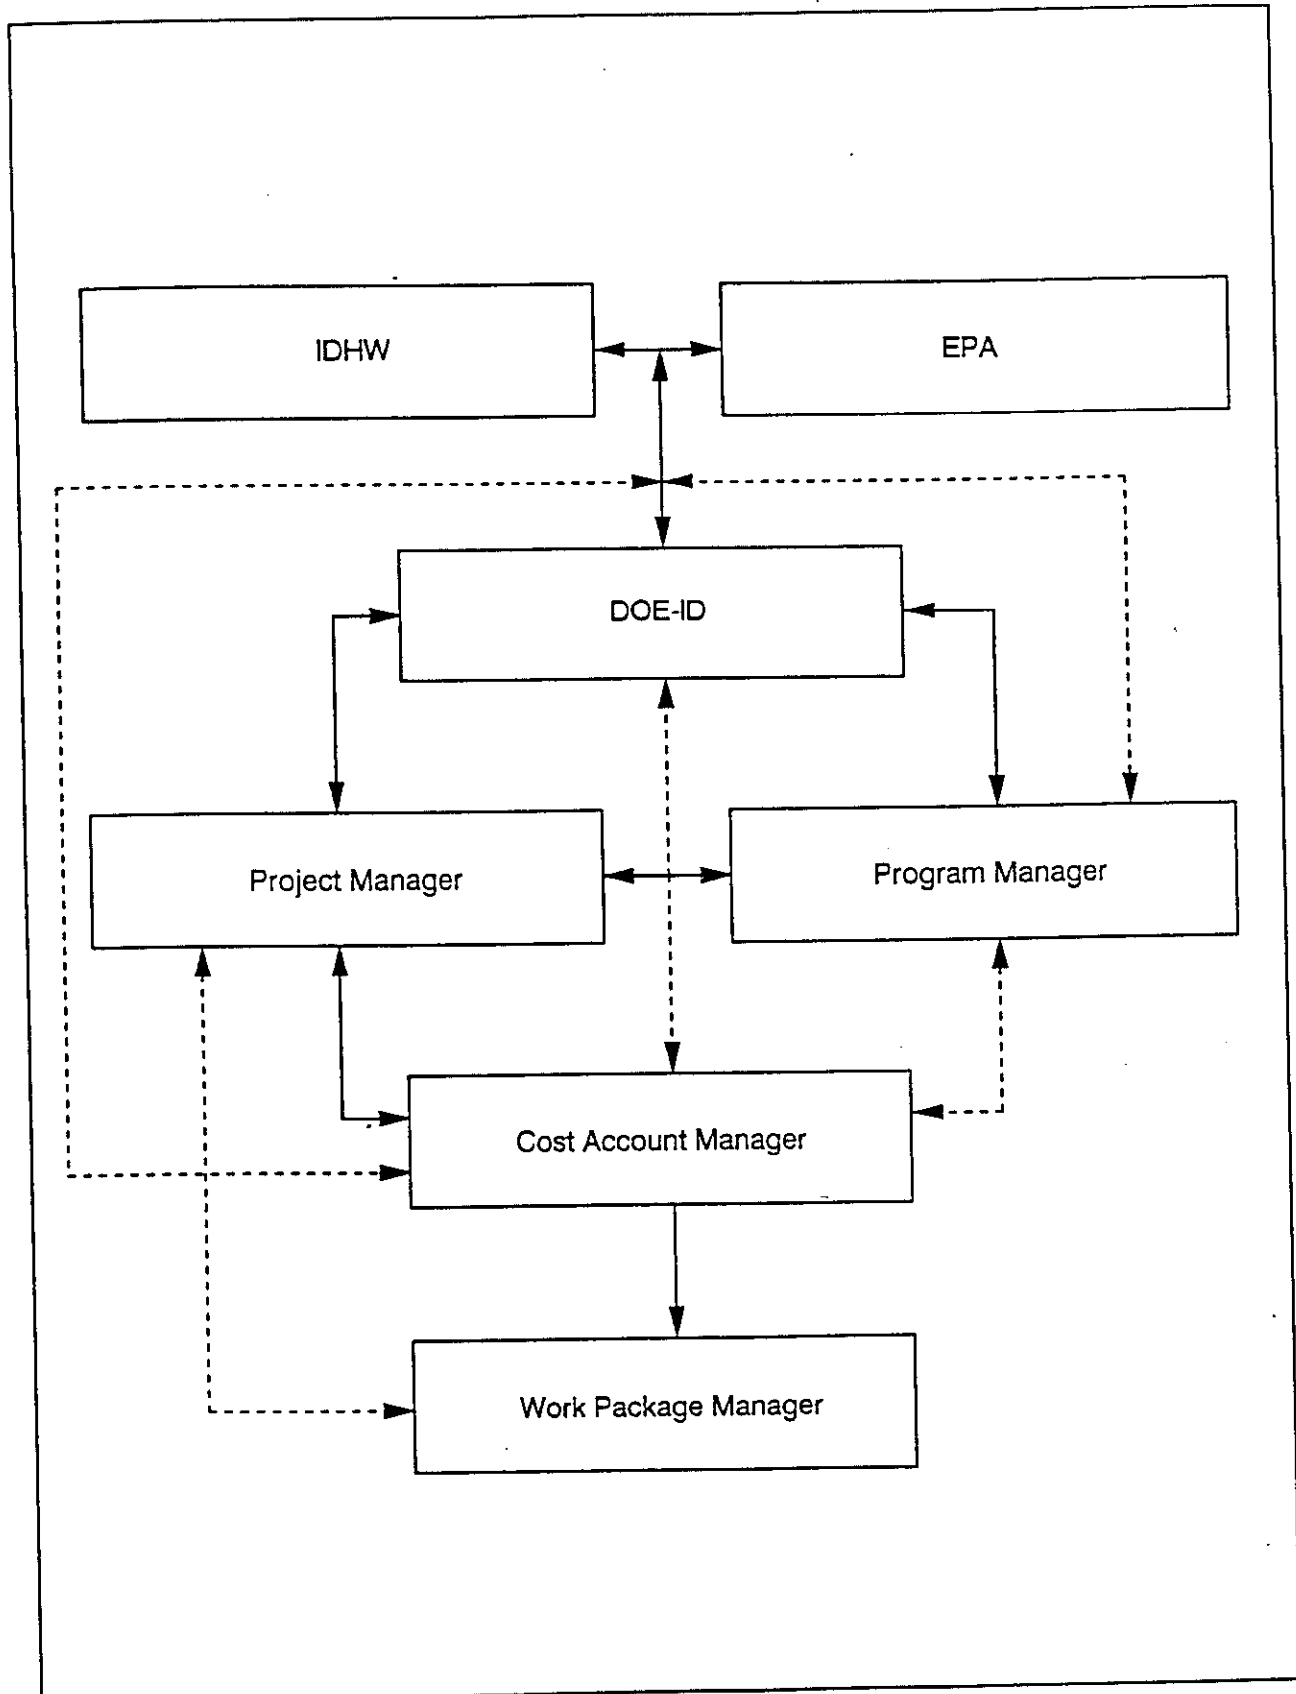 IDHW
EPA
DOE-ID
Project Manager
Program Manager
Cost Account Manager
Work Package Manager